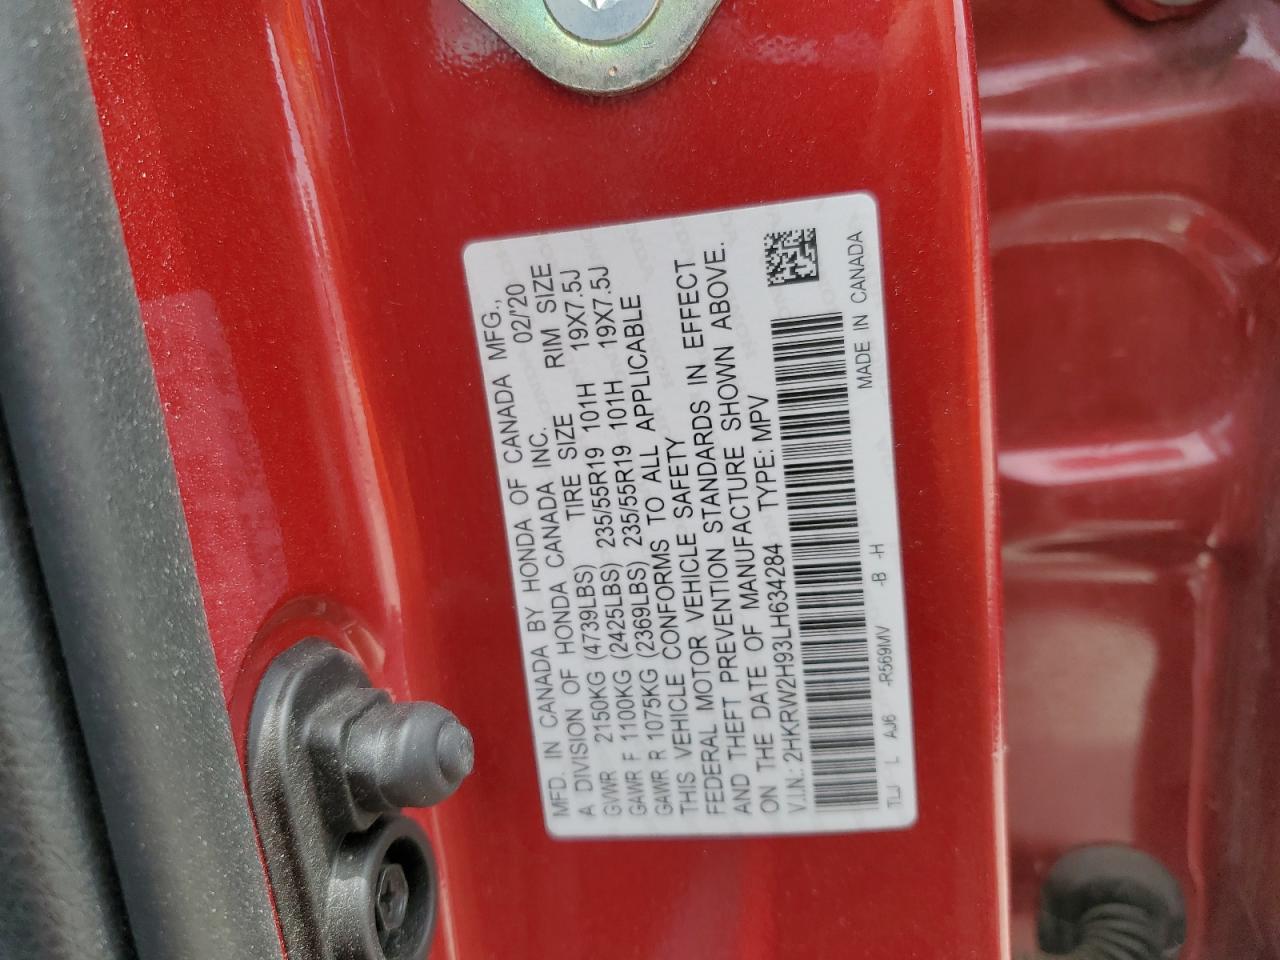 MFD. IN CANADA BY HONDA OF CANADA MFG.,
A DIVISION OF HONDA CANADA INC. 02/'20
GVWR 2150KG (4739LBS) TIRE SIZE RIM SIZE
GAWR F 1100KG (2425LBS) 235/55R19 101H 19X7.5J
GAWR R 1075KG (2369LBS) 235/55R19 101H 19X7.5J
THIS VEHICLE CONFORMS TO ALL APPLICABLE
FEDERAL MOTOR VEHICLE SAFETY
AND THEFT PREVENTION STANDARDS IN EFFECT
ON THE DATE OF MANUFACTURE SHOWN ABOVE.
V.I.N.: 2HKRW2H93LH634284 TYPE: MPV
TLJ L AJ6 -R569MV -B -H MADE IN CANADA